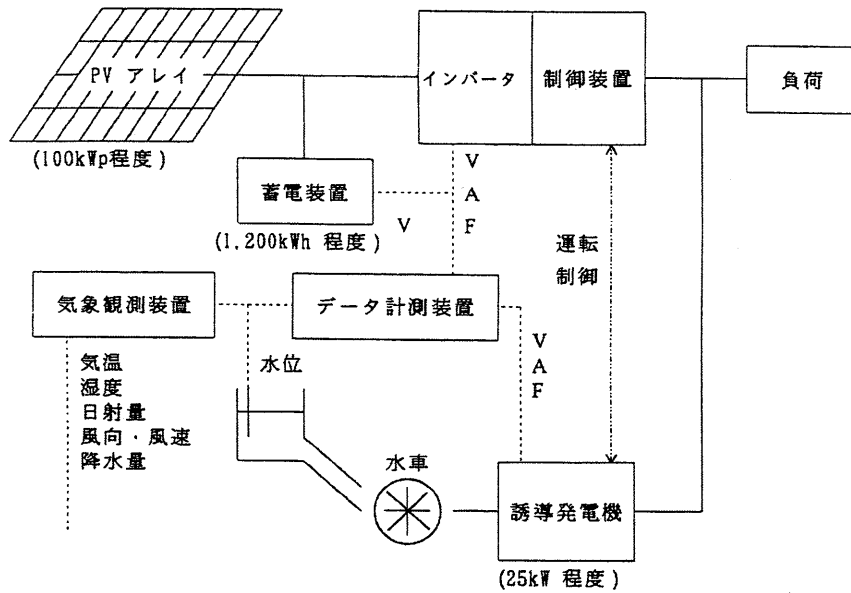 PV アレイ
(100kWp程度)
インバータ
制御装置
負荷
蓄電装置
(1,200kWh 程度)
V
V
A
F
運転
制御
気象観測装置
データ計測装置
V
A
F
気温
湿度
日射量
風向・風速
降水量
水位
水車
誘導発電機
(25kW 程度)